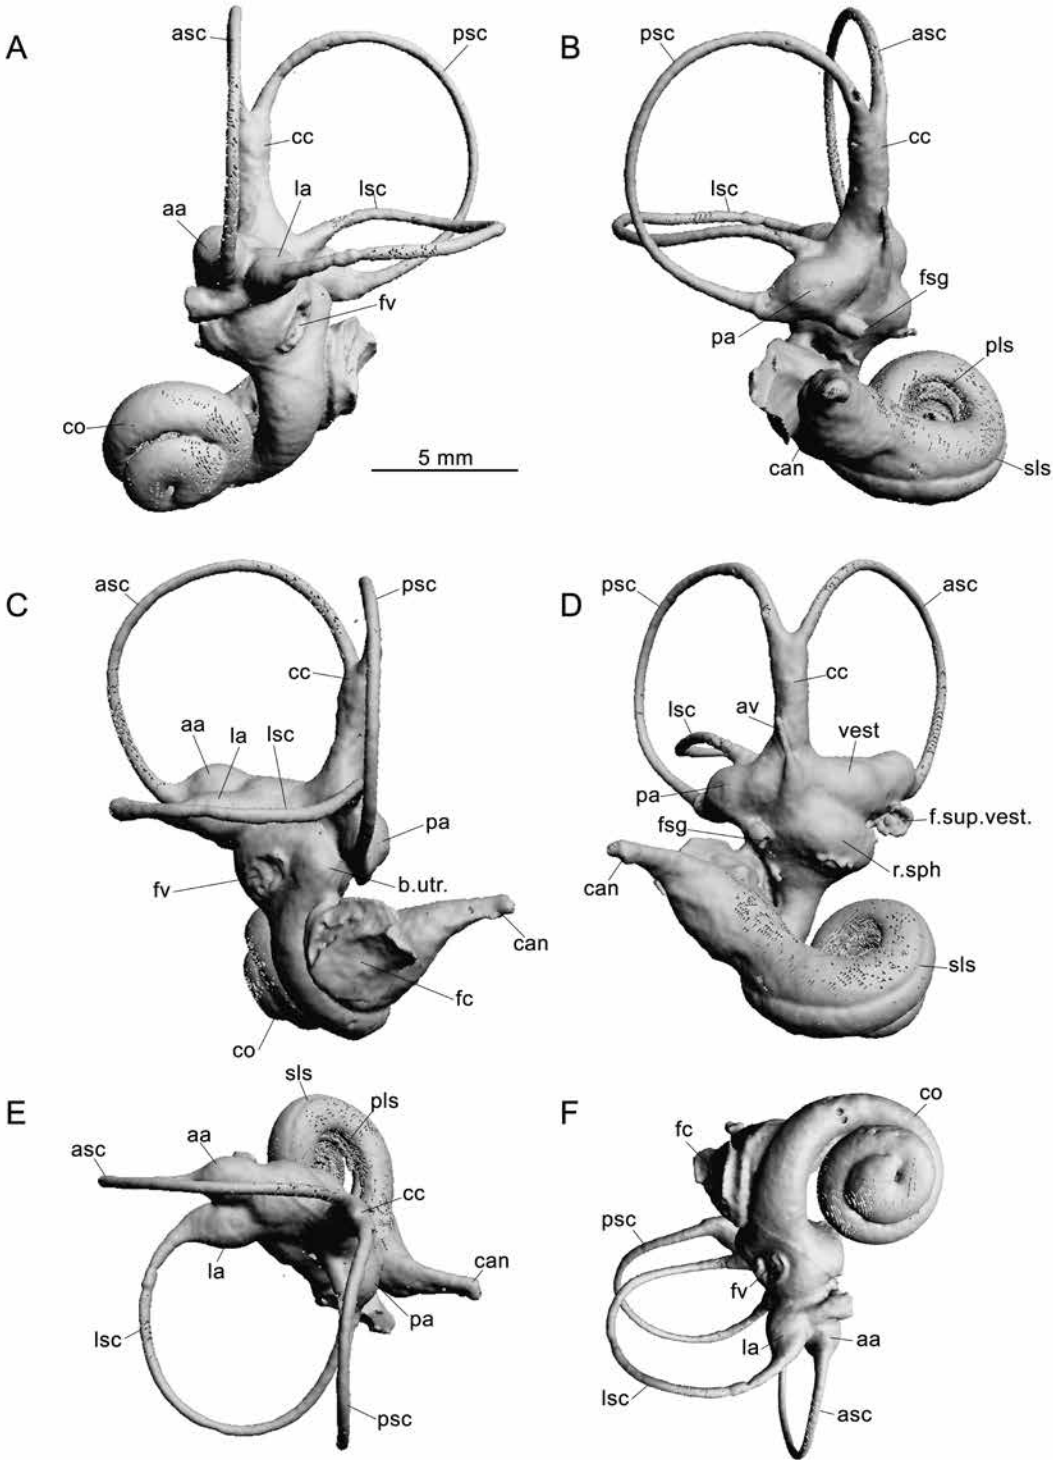 A
asc
psc
cc
la
lsc
aa
fv
co
5 mm
B
psc
asc
cc
lsc
fsg
pa
pls
can
sls
C
asc
psc
cc
aa
la
lsc
pa
fv
b.utr.
can
fc
co
D
psc
asc
cc
av
lsc
vest
pa
f.sup.vest.
fsg
r.sph
can
sls
E
sls
pls
aa
asc
cc
la
can
pa
lsc
psc
F
co
fc
psc
fv
la
aa
lsc
asc